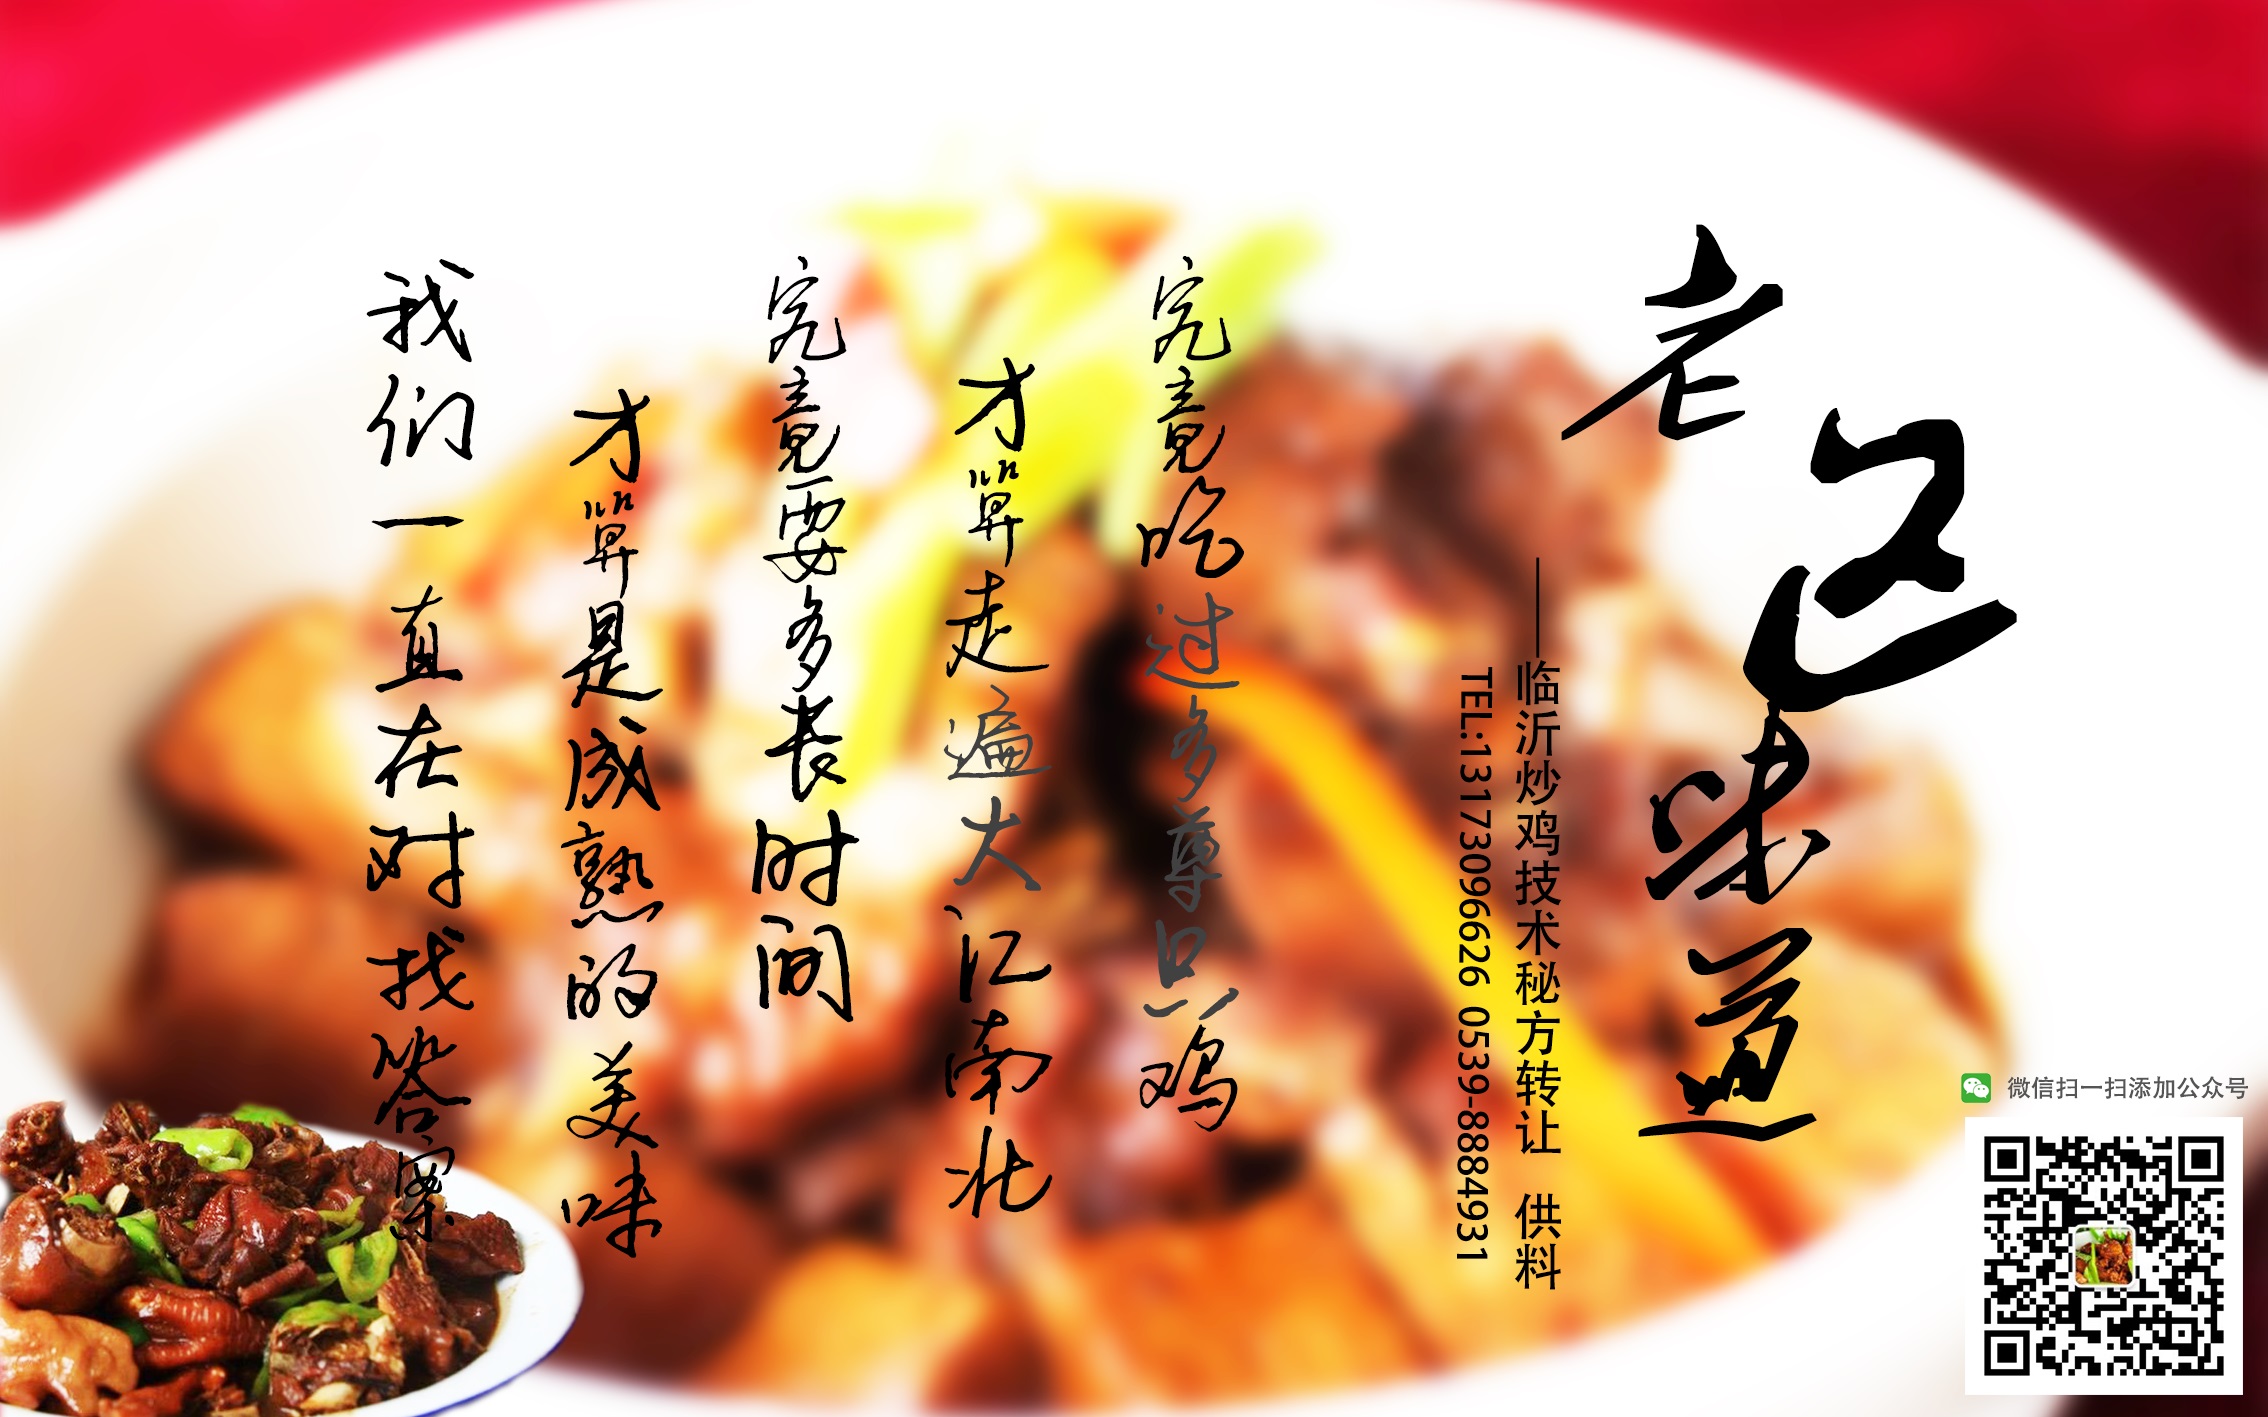 老区味道
——临沂炒鸡技术秘方转让 供料
TEL:13173096626 0539-8884931
究竟吃过多尊只鸡
才算走遍大江南北
究竟要多长时间
才算是成熟的美味
我们一直在对找答案
微信扫一扫添加公众号